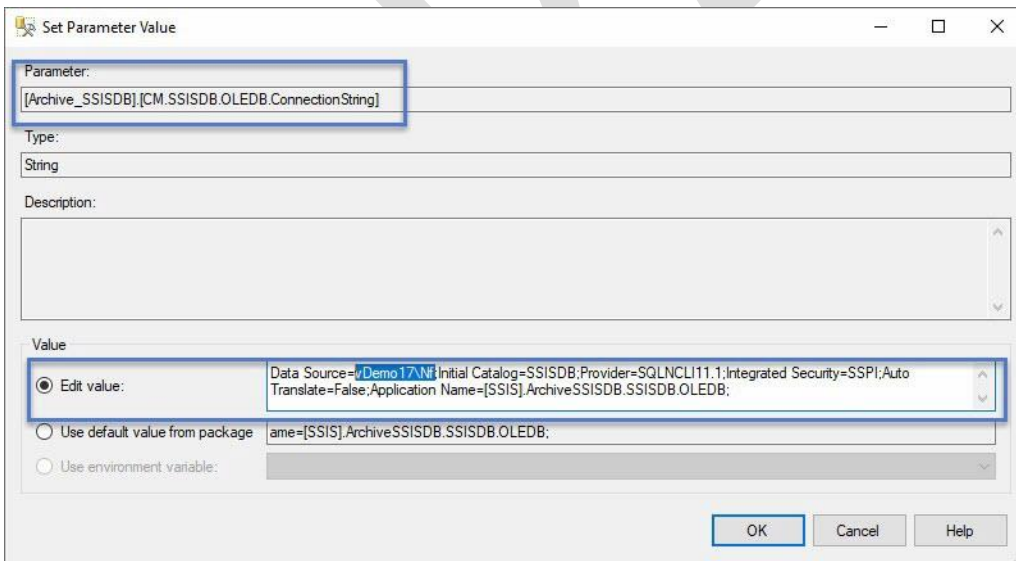 Set Parameter Value
Parameter:
[Archive_SSISDB].[CM.SSISDB.OLEDB.ConnectionString]
Type:
String
Description:
Value
Edit value:
Data Source=vDemo17\Nf;Initial Catalog=SSISDB;Provider=SQLNCLI11.1;Integrated Security=SSPI;Auto
Translate=False;Application Name=[SSIS].ArchiveSSISDB.SSISDB.OLEDB;
Use default value from package
ame=[SSIS].ArchiveSSISDB.SSISDB.OLEDB;
Use environment variable:
OK
Cancel
Help